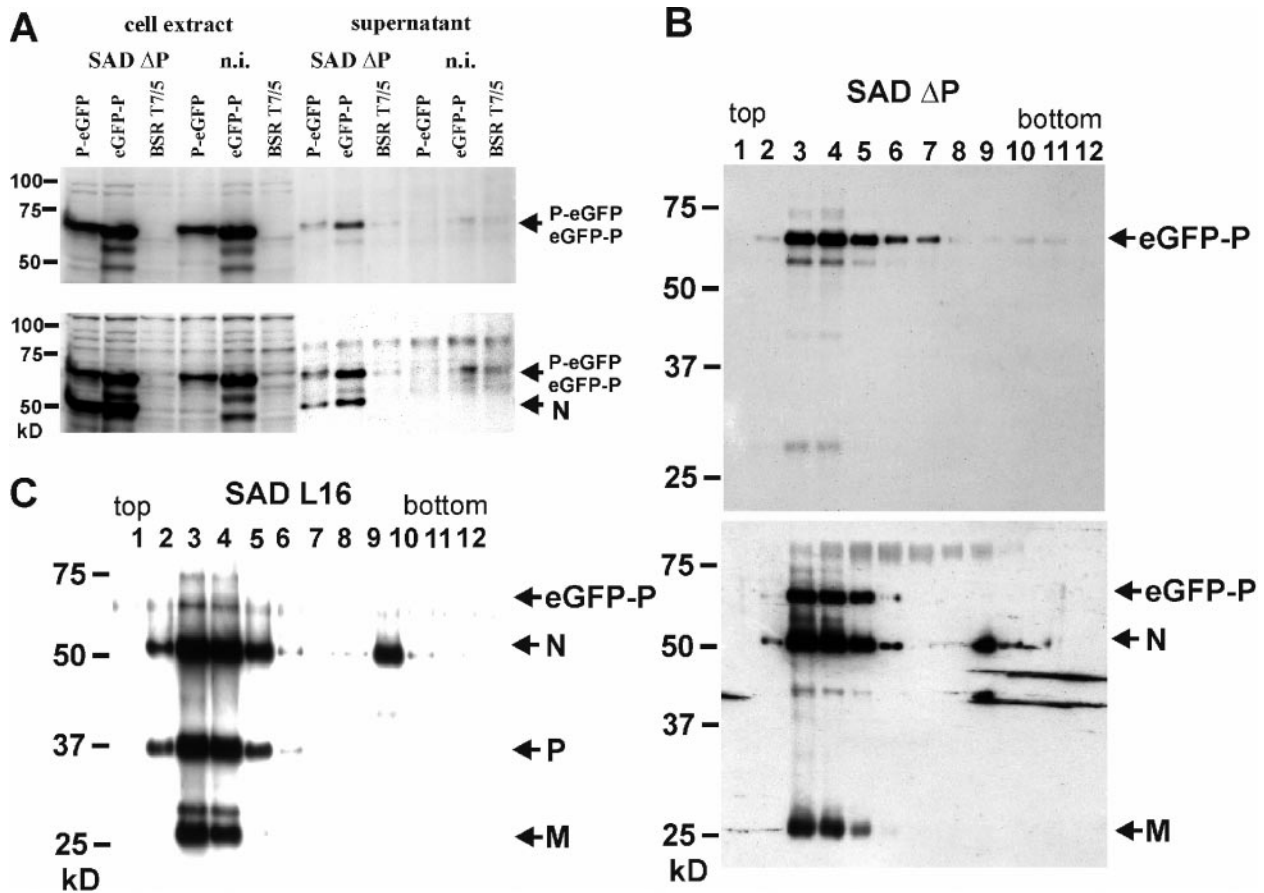 A
cell extract supernatant
SAD ΔP n.i. SAD ΔP n.i.
P-eGFP eGFP-P BSR T7/5 P-eGFP eGFP-P BSR T7/5 P-eGFP eGFP-P BSR T7/5 P-eGFP eGFP-P BSR T7/5
100
75
50
P-eGFP
eGFP-P
100
75
50
kD
P-eGFP
eGFP-P
N
B
SAD ΔP
top bottom
1 2 3 4 5 6 7 8 9 10 11 12
75
50
37
25
eGFP-P
75
50
37
25
kD
eGFP-P
N
M
C
SAD L16
top bottom
1 2 3 4 5 6 7 8 9 10 11 12
75
50
37
25
kD
eGFP-P
N
P
M